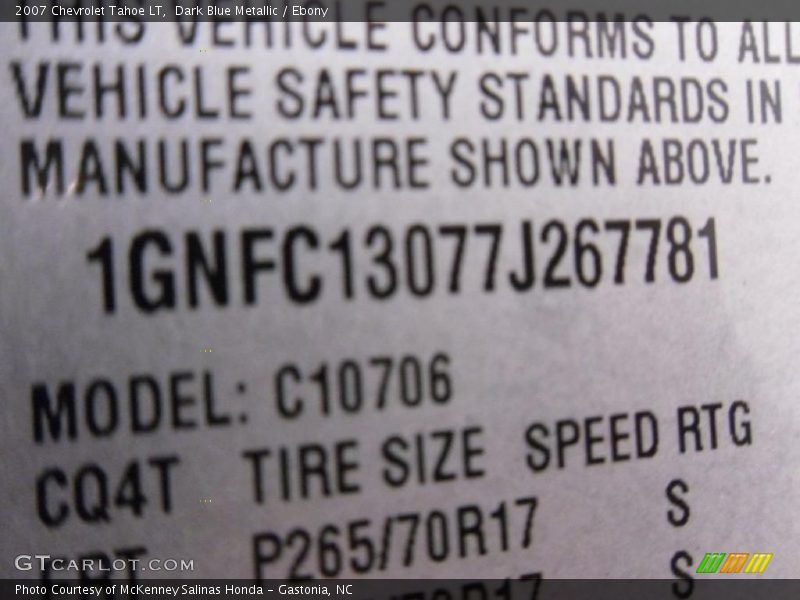 2007 Chevrolet Tahoe LT, Dark Blue Metallic / Ebony
THIS VEHICLE CONFORMS TO ALL
VEHICLE SAFETY STANDARDS IN
MANUFACTURE SHOWN ABOVE.
1GNFC13077J267781
MODEL: C10706
CQ4T TIRE SIZE SPEED RTG
P265/70R17 S
S
GTCARLOT.COM
Photo Courtesy of McKenney Salinas Honda - Gastonia, NC